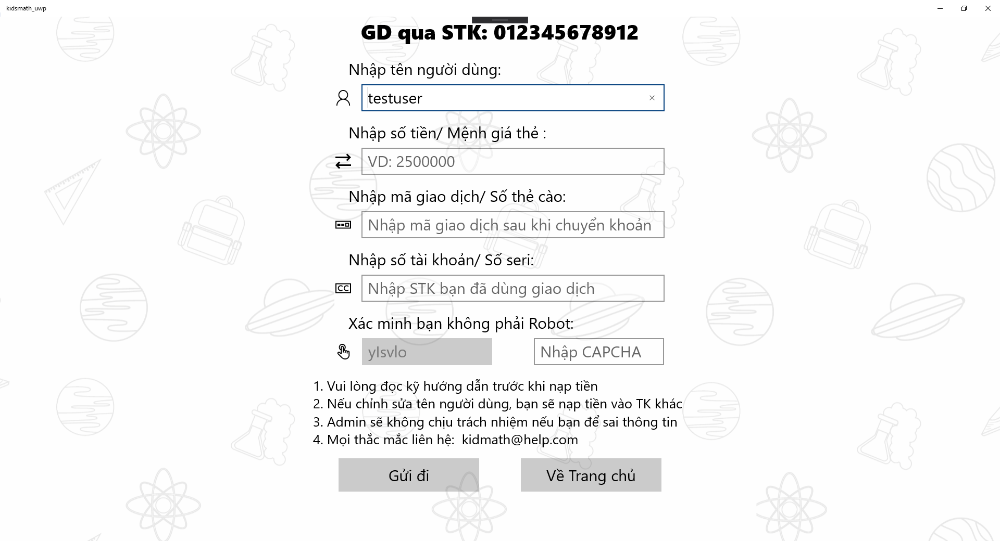 kidsmath_uwp
GD qua STK: 012345678912
Nhập tên người dùng:
testuser
Nhập số tiền/ Mệnh giá thẻ :
VD: 2500000
Nhập mã giao dịch/ Số thẻ cào:
Nhập mã giao dịch sau khi chuyển khoản
Nhập số tài khoản/ Số seri:
CC
Nhập STK bạn đã dùng giao dịch
Xác minh bạn không phải Robot:
yIsvlo
Nhập CAPCHA
1. Vui lòng đọc kỹ hướng dẫn trước khi nạp tiền
2. Nếu chỉnh sửa tên người dùng, bạn sẽ nạp tiền vào TK khác
3. Admin sẽ không chịu trách nhiệm nếu bạn để sai thông tin
4. Mọi thắc mắc liên hệ:  kidmath@help.com
Gửi đi
Về Trang chủ